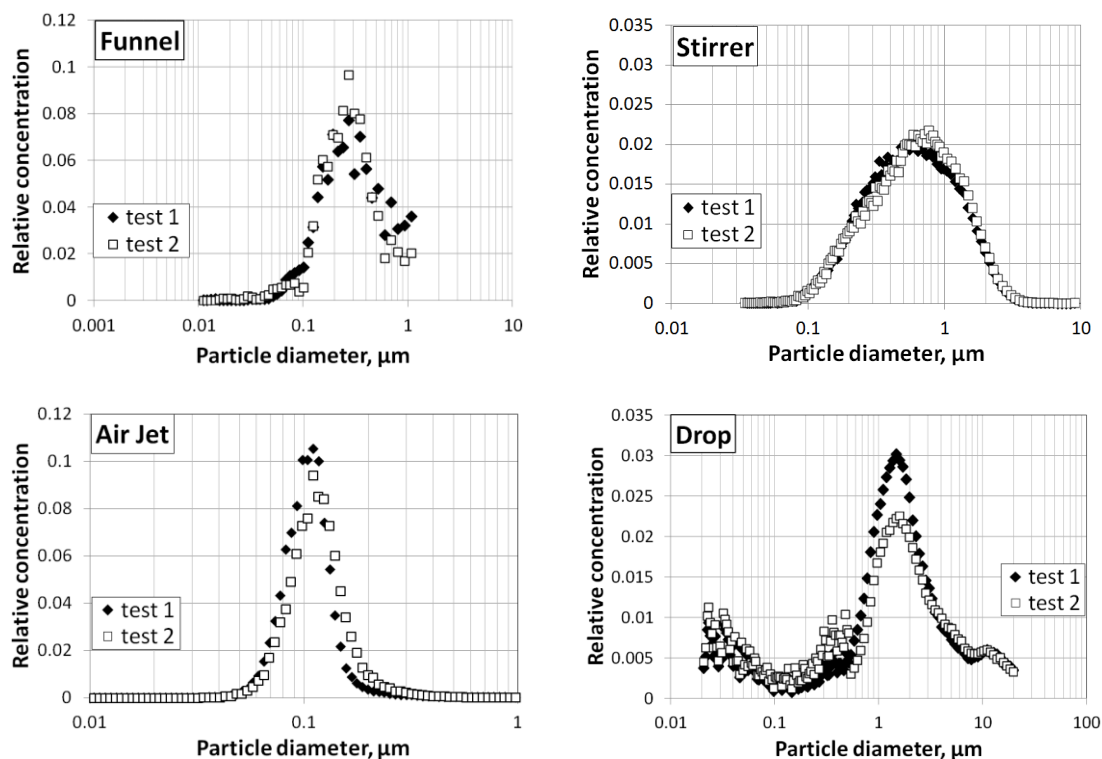 Funnel
Relative concentration
0.12
0.1
0.08
0.06
0.04
0.02
0
test 1
test 2
0.001 0.01 0.1 1 10
Particle diameter, µm
Stirrer
Relative concentration
0.035
0.03
0.025
0.02
0.015
0.01
0.005
0
test 1
test 2
0.01 0.1 1 10
Particle diameter, µm
Air Jet
Relative concentration
0.12
0.1
0.08
0.06
0.04
0.02
0
test 1
test 2
0.01 0.1 1
Particle diameter, µm
Drop
Relative concentration
0.035
0.03
0.025
0.02
0.015
0.01
0.005
0
test 1
test 2
0.01 0.1 1 10 100
Particle diameter, µm